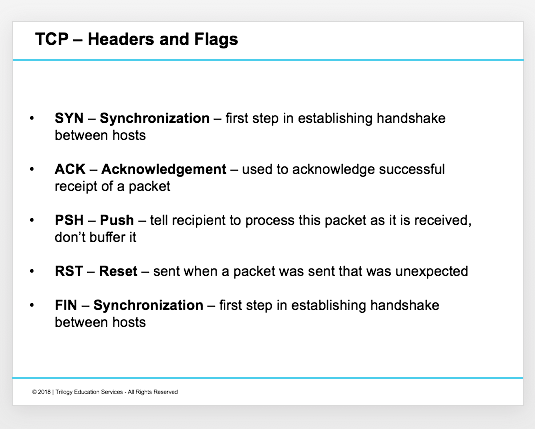 TCP – Headers and Flags
• SYN – Synchronization – first step in establishing handshake
between hosts
• ACK – Acknowledgement – used to acknowledge successful
receipt of a packet
• PSH – Push – tell recipient to process this packet as it is received,
don't buffer it
• RST – Reset – sent when a packet was sent that was unexpected
• FIN – Synchronization – first step in establishing handshake
between hosts
© 2018 | Trilogy Education Services - All Rights Reserved